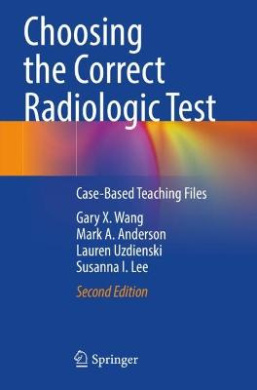 Choosing
the Correct
Radiologic Test
Case-Based Teaching Files
Gary X. Wang
Mark A. Anderson
Lauren Uzdienski
Susanna I. Lee
Second Edition
Springer